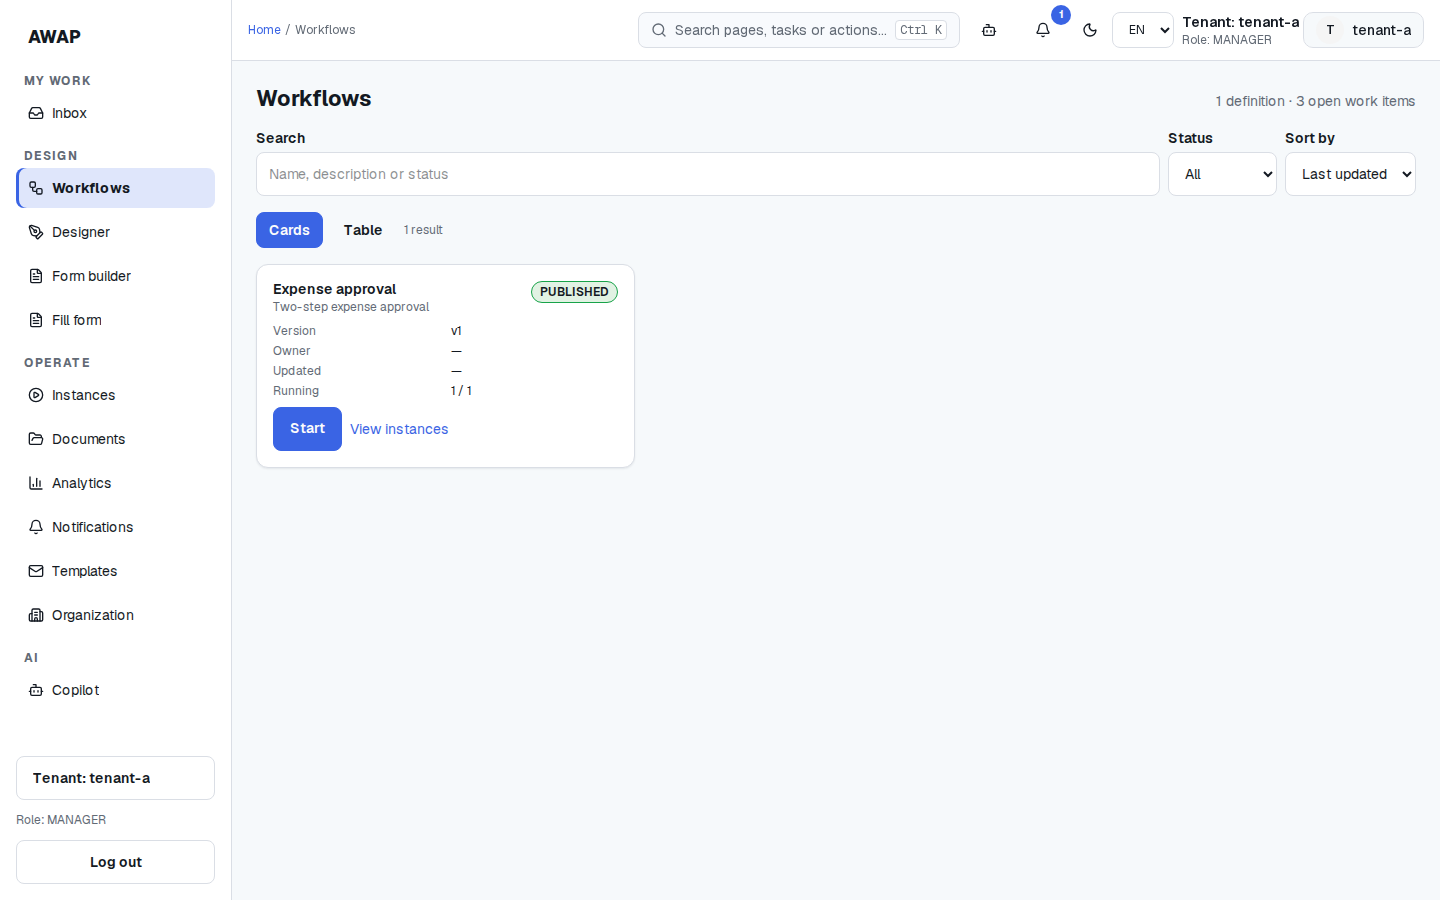 AWAP
MY WORK
Inbox
DESIGN
Workflows
Designer
Form builder
Fill form
OPERATE
Instances
Documents
Analytics
Notifications
Templates
Organization
AI
Copilot
Tenant: tenant-a
Role: MANAGER
Log out
Home / Workflows
Search pages, tasks or actions... Ctrl K
1
EN
Tenant: tenant-a
Role: MANAGER
T tenant-a
Workflows
1 definition · 3 open work items
Search
Name, description or status
Status
All
Sort by
Last updated
Cards Table 1 result
Expense approval
PUBLISHED
Two-step expense approval
Version v1
Owner —
Updated —
Running 1 / 1
Start View instances